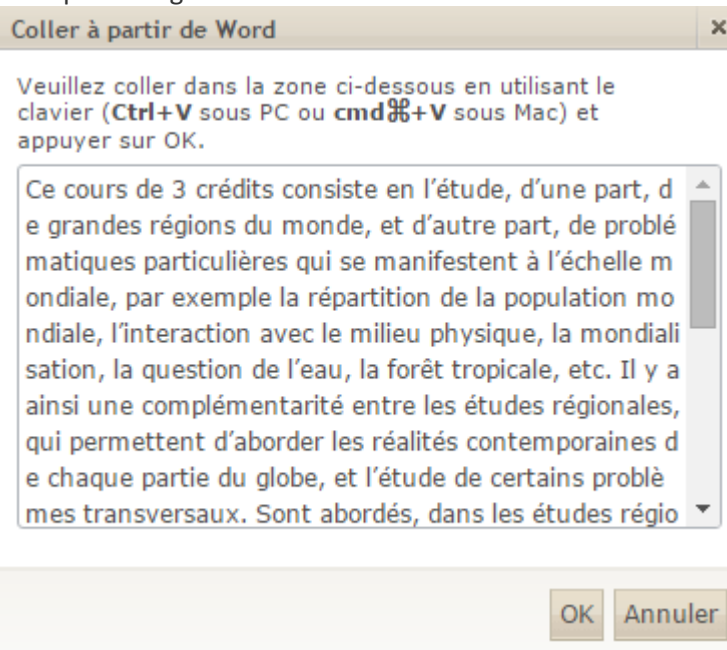 Coller à partir de Word ×
Veuillez coller dans la zone ci-dessous en utilisant le
clavier (Ctrl+V sous PC ou cmd⌘+V sous Mac) et
appuyer sur OK.
Ce cours de 3 crédits consiste en l’étude, d’une part, d
e grandes régions du monde, et d’autre part, de problé
matiques particulières qui se manifestent à l’échelle m
ondiale, par exemple la répartition de la population mo
ndiale, l’interaction avec le milieu physique, la mondiali
sation, la question de l’eau, la forêt tropicale, etc. Il y a
ainsi une complémentarité entre les études régionales,
qui permettent d’aborder les réalités contemporaines d
e chaque partie du globe, et l’étude de certains problè
mes transversaux. Sont abordés, dans les études régio
OK Annuler